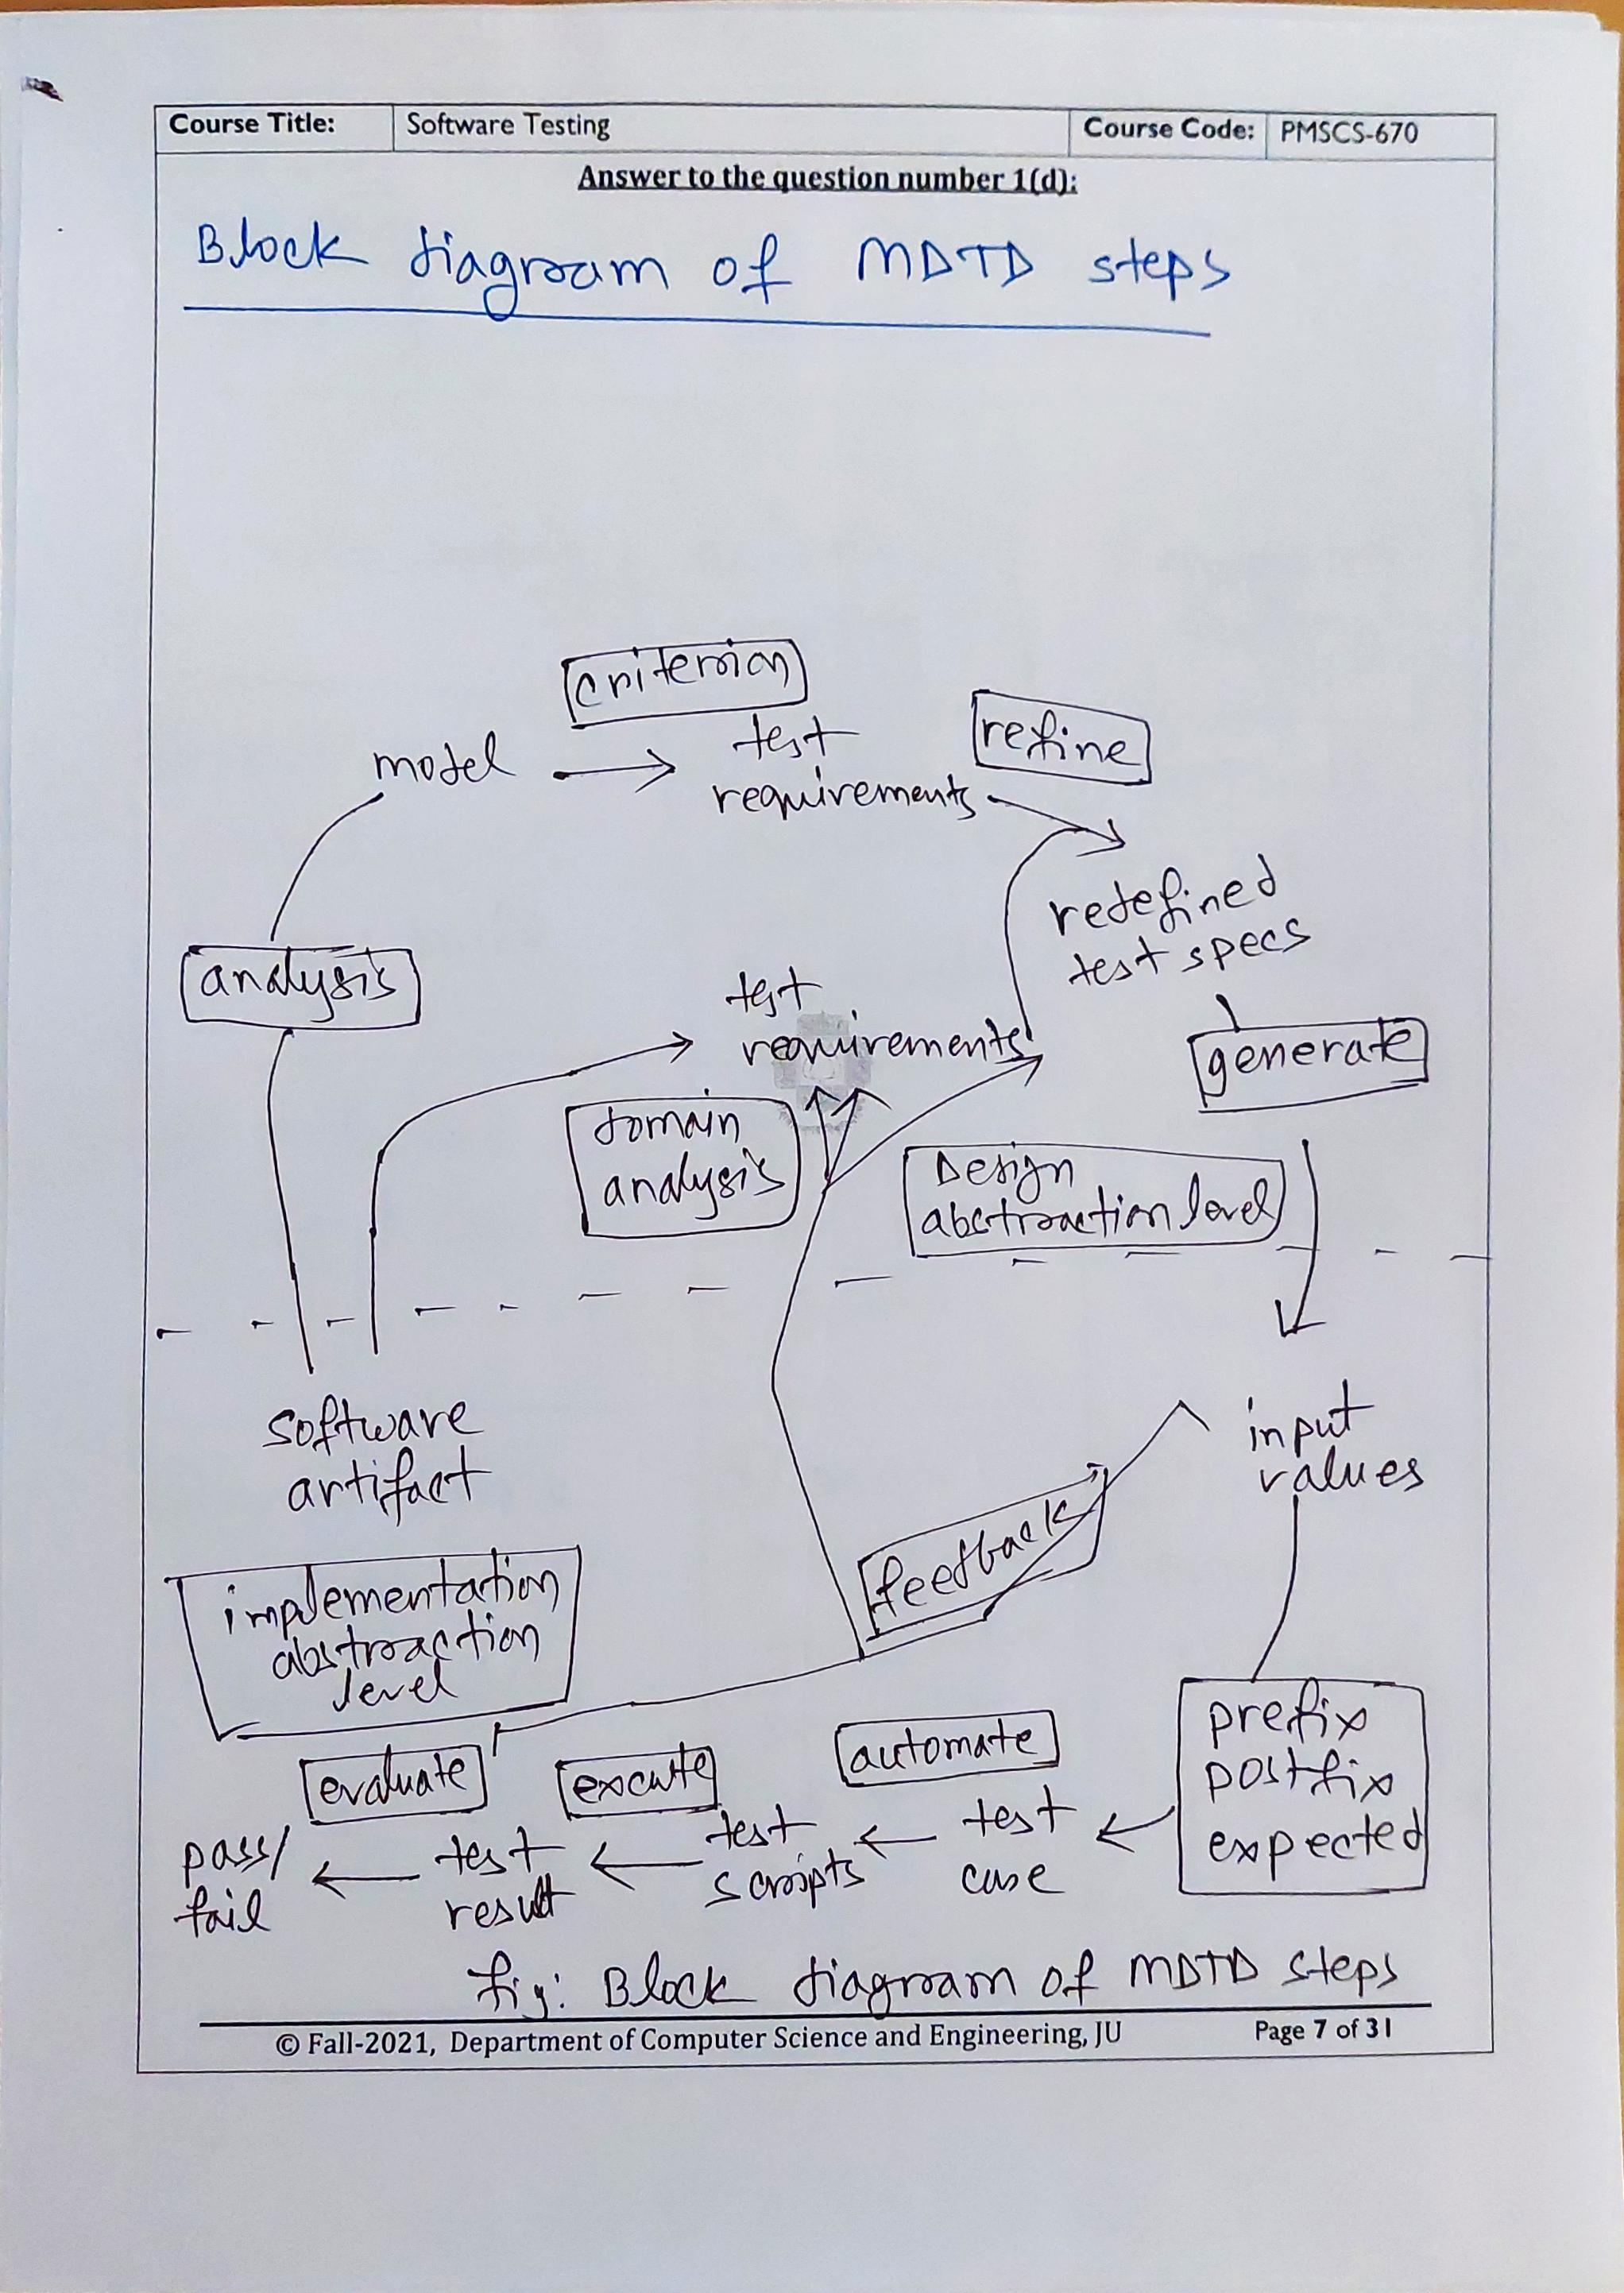 Course Title: Software Testing Course Code: PMSCS-670
Answer to the question number 1(d):
Block diagram of MDTD steps
criterion
model
test
requirements
refine
redefined
test specs
analysis
test
requirements
generate
domain
analysis
Design
abstraction level
software
artifact
input
values
feedback
implementation
abstraction
level
prefix
postfix
expected
automate
execute
evaluate
test
case
test
scripts
test
result
pass/
fail
fig: Block diagram of MDTD steps
© Fall-2021, Department of Computer Science and Engineering, JU Page 7 of 31